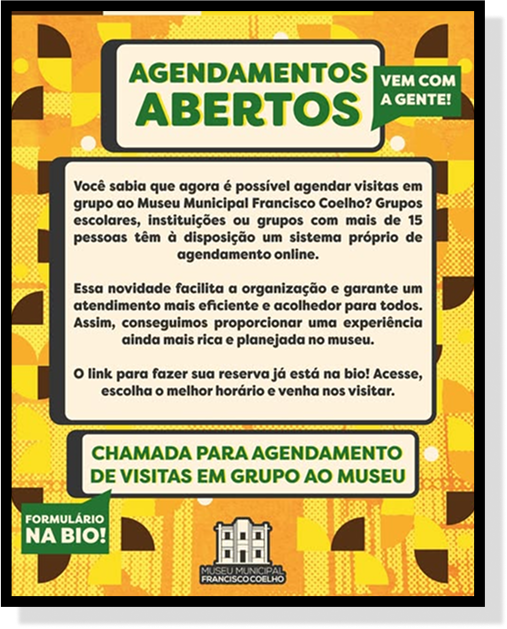 AGENDAMENTOS
ABERTOS
VEM COM
A GENTE!
Você sabia que agora é possível agendar visitas em
grupo ao Museu Municipal Francisco Coelho? Grupos
escolares, instituições ou grupos com mais de 15
pessoas têm à disposição um sistema próprio de
agendamento online.
Essa novidade facilita a organização e garante um
atendimento mais eficiente e acolhedor para todos.
Assim, conseguimos proporcionar uma experiência
ainda mais rica e planejada no museu.
O link para fazer sua reserva já está na bio! Acesse,
escolha o melhor horário e venha nos visitar.
CHAMADA PARA AGENDAMENTO
DE VISITAS EM GRUPO AO MUSEU
FORMULÁRIO
NA BIO!
MUSEU MUNICIPAL
FRANCISCO COELHO